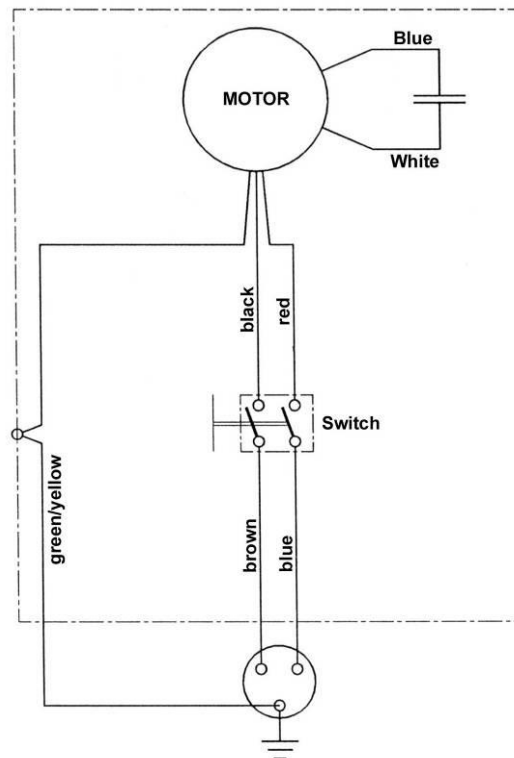 Blue
MOTOR
White
black
red
Switch
green/yellow
brown
blue